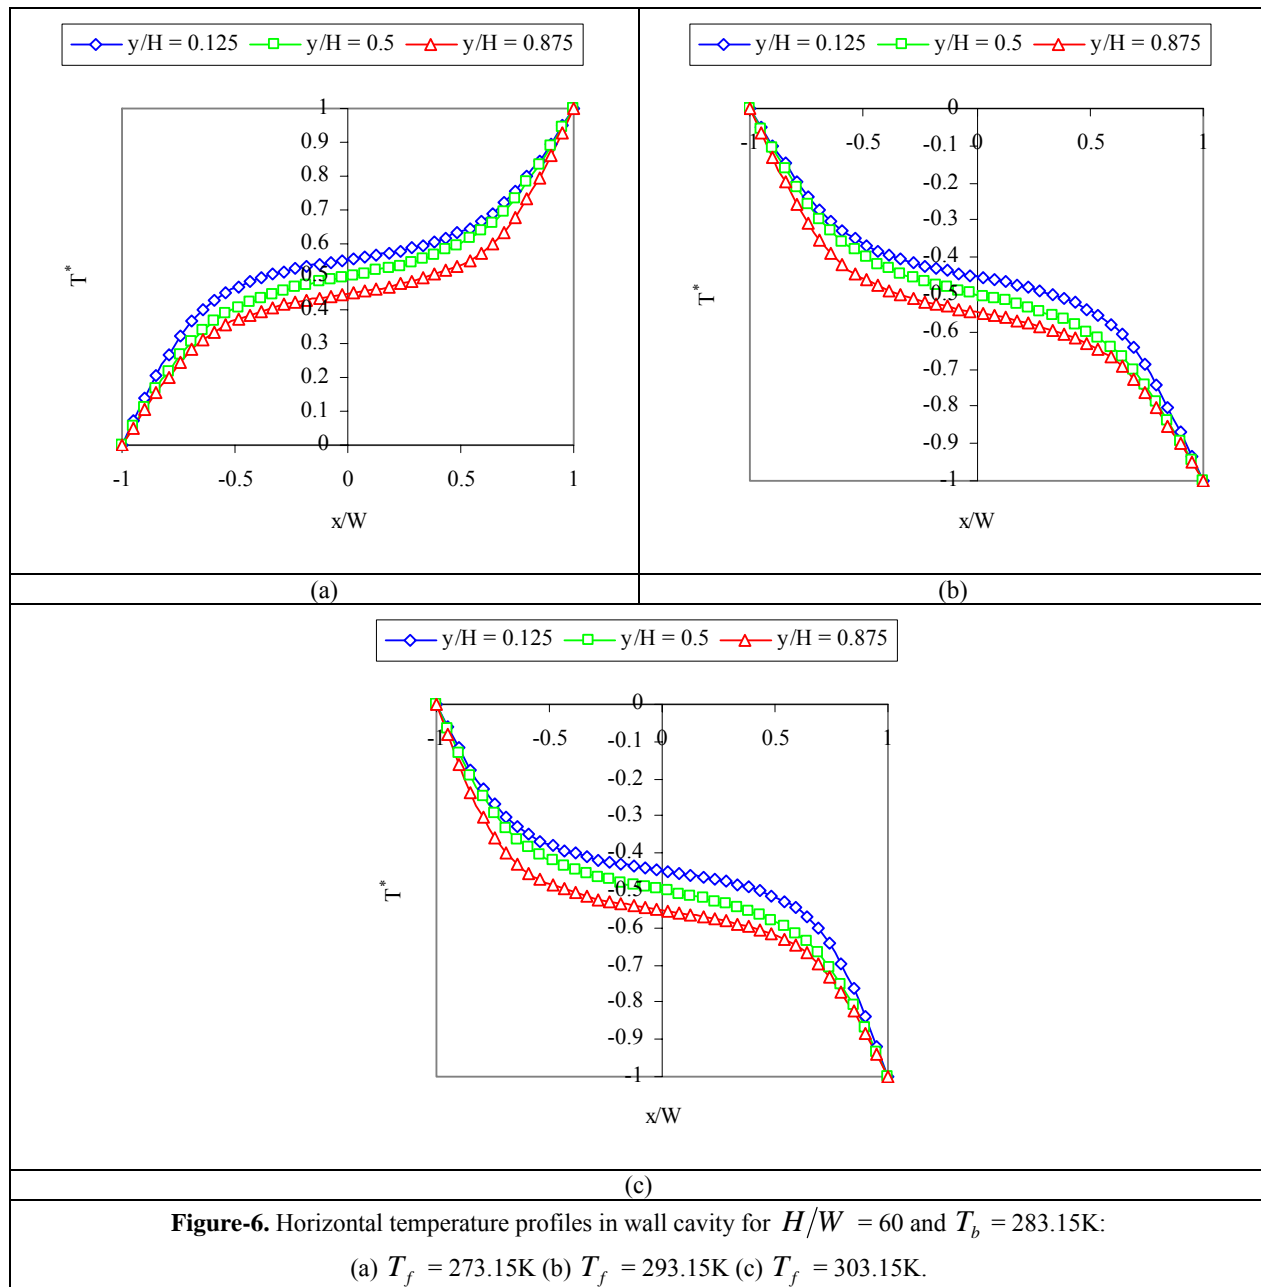 y/H = 0.125 y/H = 0.5 y/H = 0.875
1
0.9
0.8
0.7
0.6
0.5
0.4
0.3
0.2
0.1
0
-1 -0.5 0 0.5 1
T*
x/W
(a)
y/H = 0.125 y/H = 0.5 y/H = 0.875
0
-0.1
-0.2
-0.3
-0.4
-0.5
-0.6
-0.7
-0.8
-0.9
-1
-1 -0.5 0 0.5 1
T*
x/W
(b)
y/H = 0.125 y/H = 0.5 y/H = 0.875
0
-0.1
-0.2
-0.3
-0.4
-0.5
-0.6
-0.7
-0.8
-0.9
-1
-1 -0.5 0 0.5 1
T*
x/W
(c)
Figure-6. Horizontal temperature profiles in wall cavity for H/W = 60 and T_b = 283.15K:
(a) T_f = 273.15K (b) T_f = 293.15K (c) T_f = 303.15K.